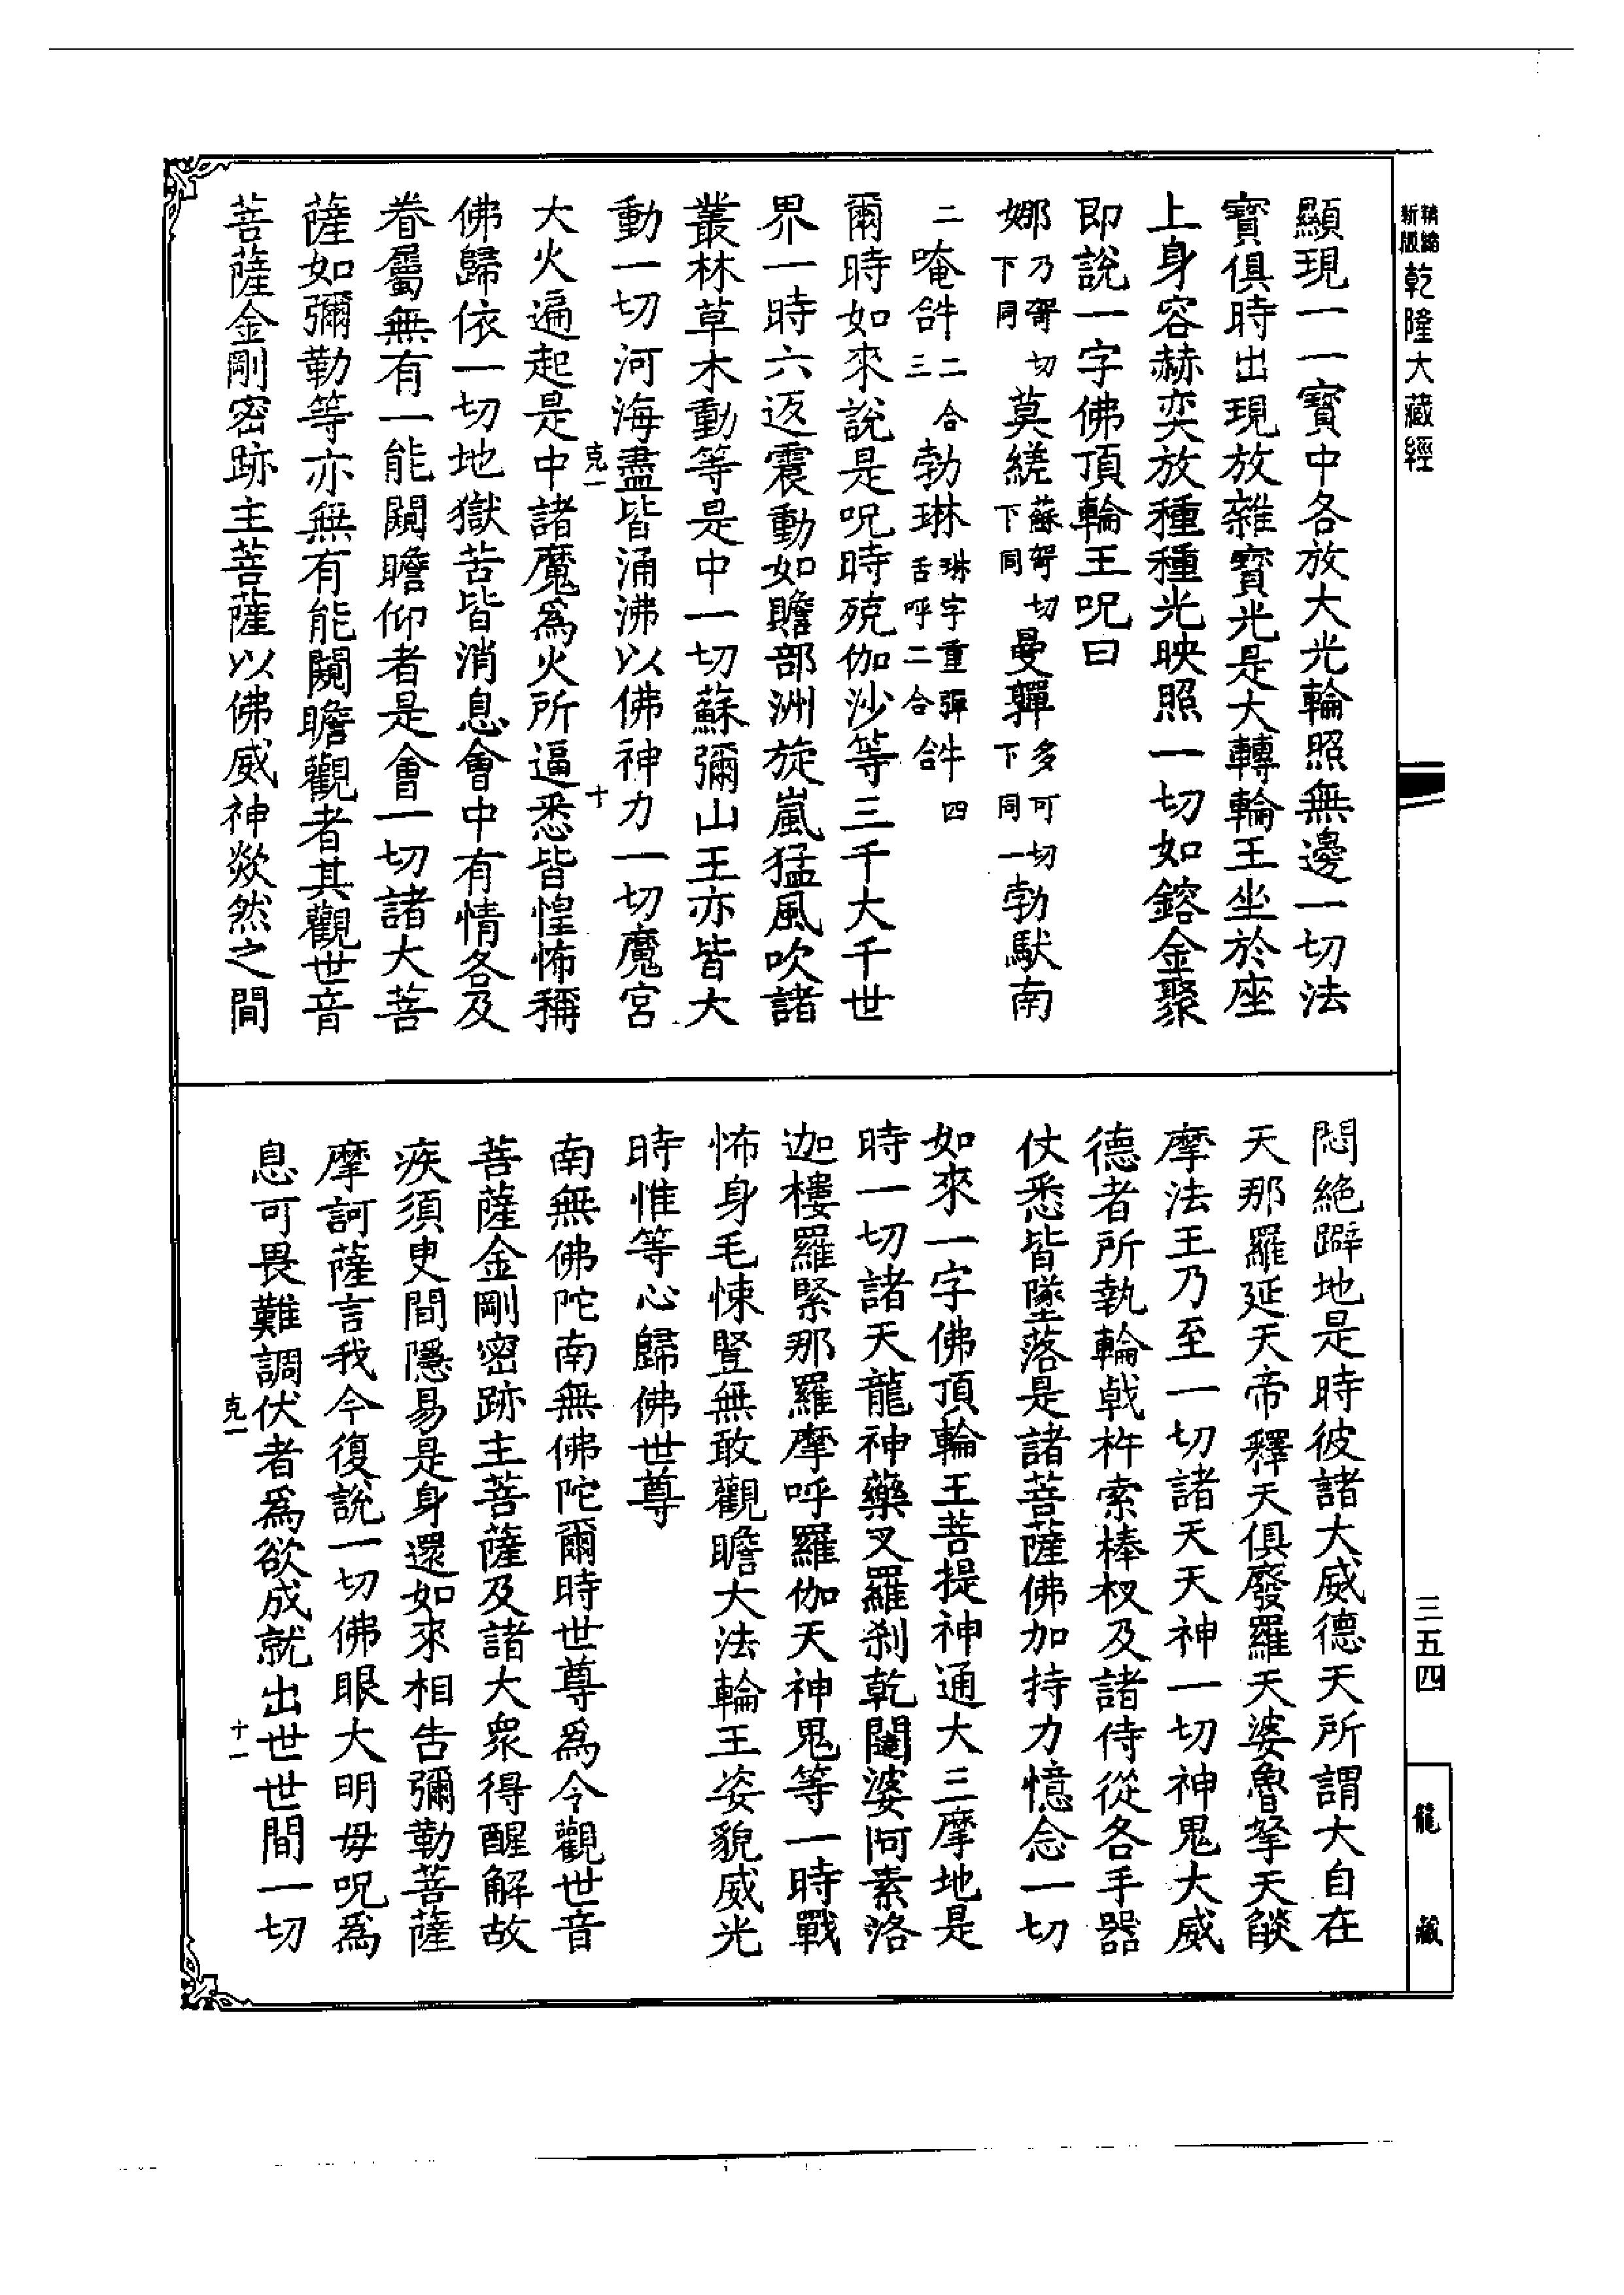 精縮新版乾隆大藏經
顯現一一寶中各放大光輪照無邊一切法
寶俱時出現放雜寶光是大轉輪王坐於座
上身容赫奕放種種光映照一切如鎔金聚
即說一字佛頂輪王呪曰
娜乃𡖔切下同莫繞蘇𡖔切下同曼嚲多可切下同一勃馱南
二唵𤙖二合三勃琳琳字重彈舌呼二合𤙖四
爾時如來說是呪時殑伽沙等三千大千世
界一時六返震動如贍部洲旋嵐猛風吹諸
叢林草木動等是中一切蘇彌山王亦皆大
動一切河海盡皆涌沸以佛神力一切魔宮
克一
十
大火遍起是中諸魔為火所逼悉皆惶怖稱
佛歸依一切地獄苦皆消息會中有情各及
眷屬無有一能闚瞻仰者是會一切諸大菩
薩如彌勒等亦無有能闚瞻觀者其觀世音
菩薩金剛密跡主菩薩以佛威神歘然之間
悶絕躃地是時彼諸大威德天所謂大自在
天那羅延天帝釋天俱廢羅天婆魯拏天餤
摩法王乃至一切諸天天神一切神鬼大威
德者所執輪戟杵索棒杈及諸侍從各手器
仗悉皆墜落是諸菩薩佛加持力憶念一切
如來一字佛頂輪王菩提神通大三摩地是
時一切諸天龍神藥叉羅剎乾闥婆阿素洛
迦樓羅緊那羅摩呼羅伽天神鬼等一時戰
怖身毛悚豎無敢觀瞻大法輪王姿貌威光
時惟等心歸佛世尊
南無佛陀南無佛陀爾時世尊為令觀世音
菩薩金剛密跡主菩薩及諸大眾得醒解故
疾須臾間隱易是身還如來相告彌勒菩薩
摩訶薩言我今復說一切佛眼大明母呪為
息可畏難調伏者為欲成就出世世間一切
克一
十一
三五四
龍藏